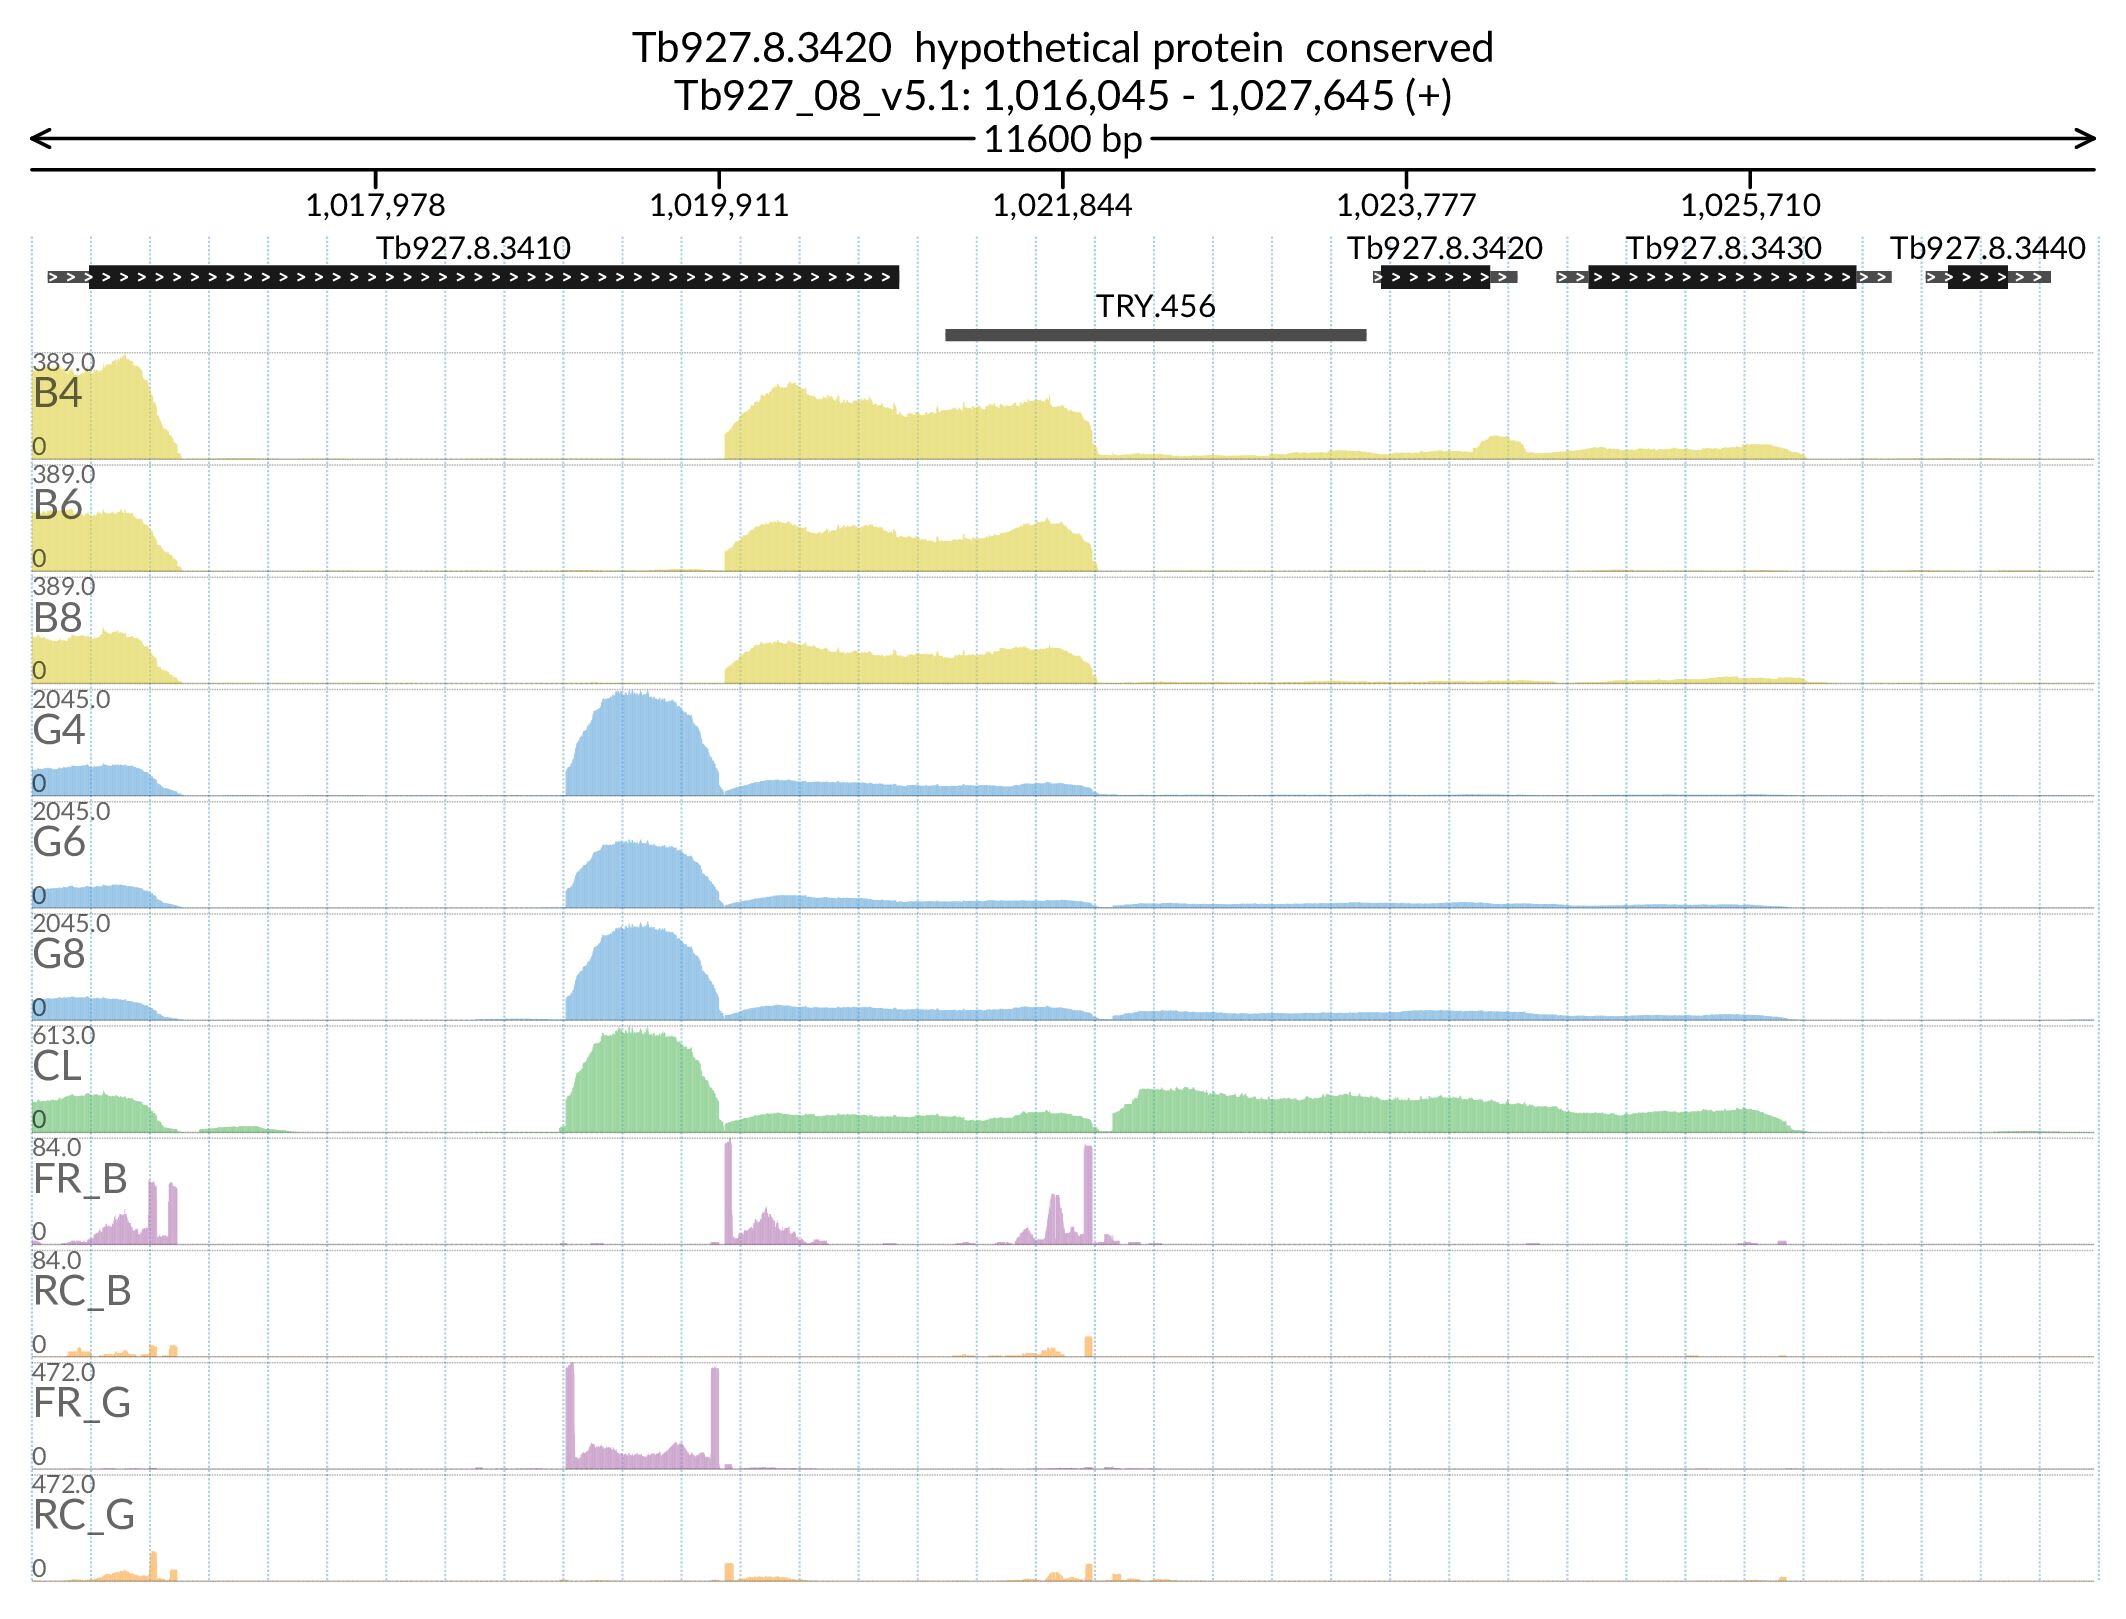 Tb927.8.3420 hypothetical protein conserved
Tb927_08_v5.1: 1,016,045 - 1,027,645 (+)
11600 bp
1,017,978 1,019,911 1,021,844 1,023,777 1,025,710
Tb927.8.3410 Tb927.8.3420 Tb927.8.3430 Tb927.8.3440
TRY.456
389.0
B4
0
389.0
B6
0
389.0
B8
0
2045.0
G4
0
2045.0
G6
0
2045.0
G8
0
613.0
CL
0
84.0
FR_B
0
84.0
RC_B
0
472.0
FR_G
0
472.0
RC_G
0